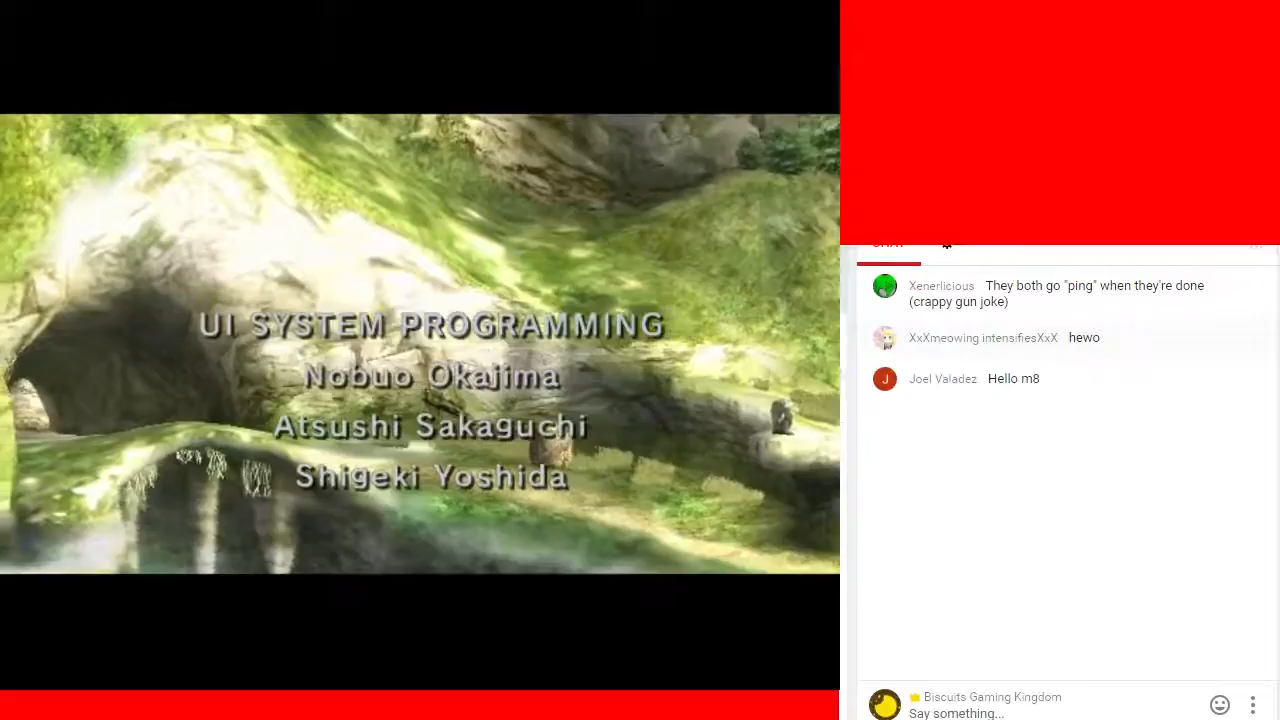 UI SYSTEM PROGRAMMING
Nobuo Okajima
Atsushi Sakaguchi
Shigeki Yoshida
CHAT
Xenerlicious They both go "ping" when they're done
(crappy gun joke)
XxXmeowing intensifiesXxX hewo
J Joel Valadez Hello m8
Biscuits Gaming Kingdom
Say something...